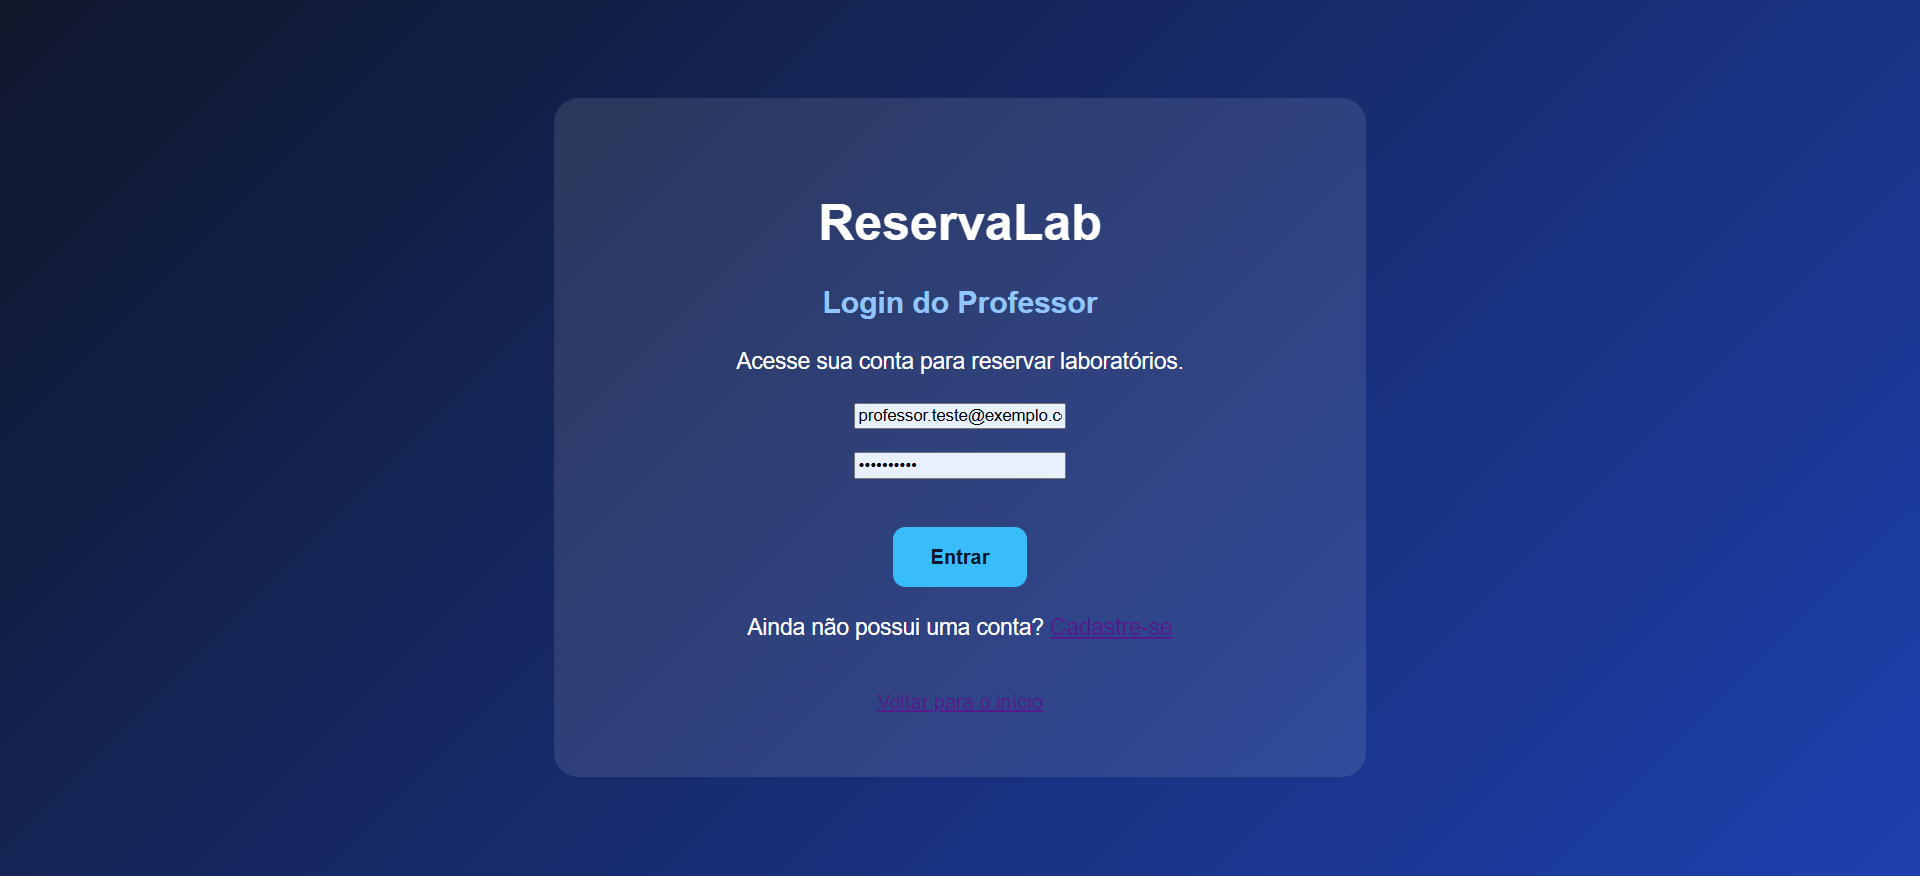 ReservaLab
Login do Professor
Acesse sua conta para reservar laboratórios.
professor.teste@exemplo.c
••••••••••
Entrar
Ainda não possui uma conta? Cadastre-se
Voltar para o início